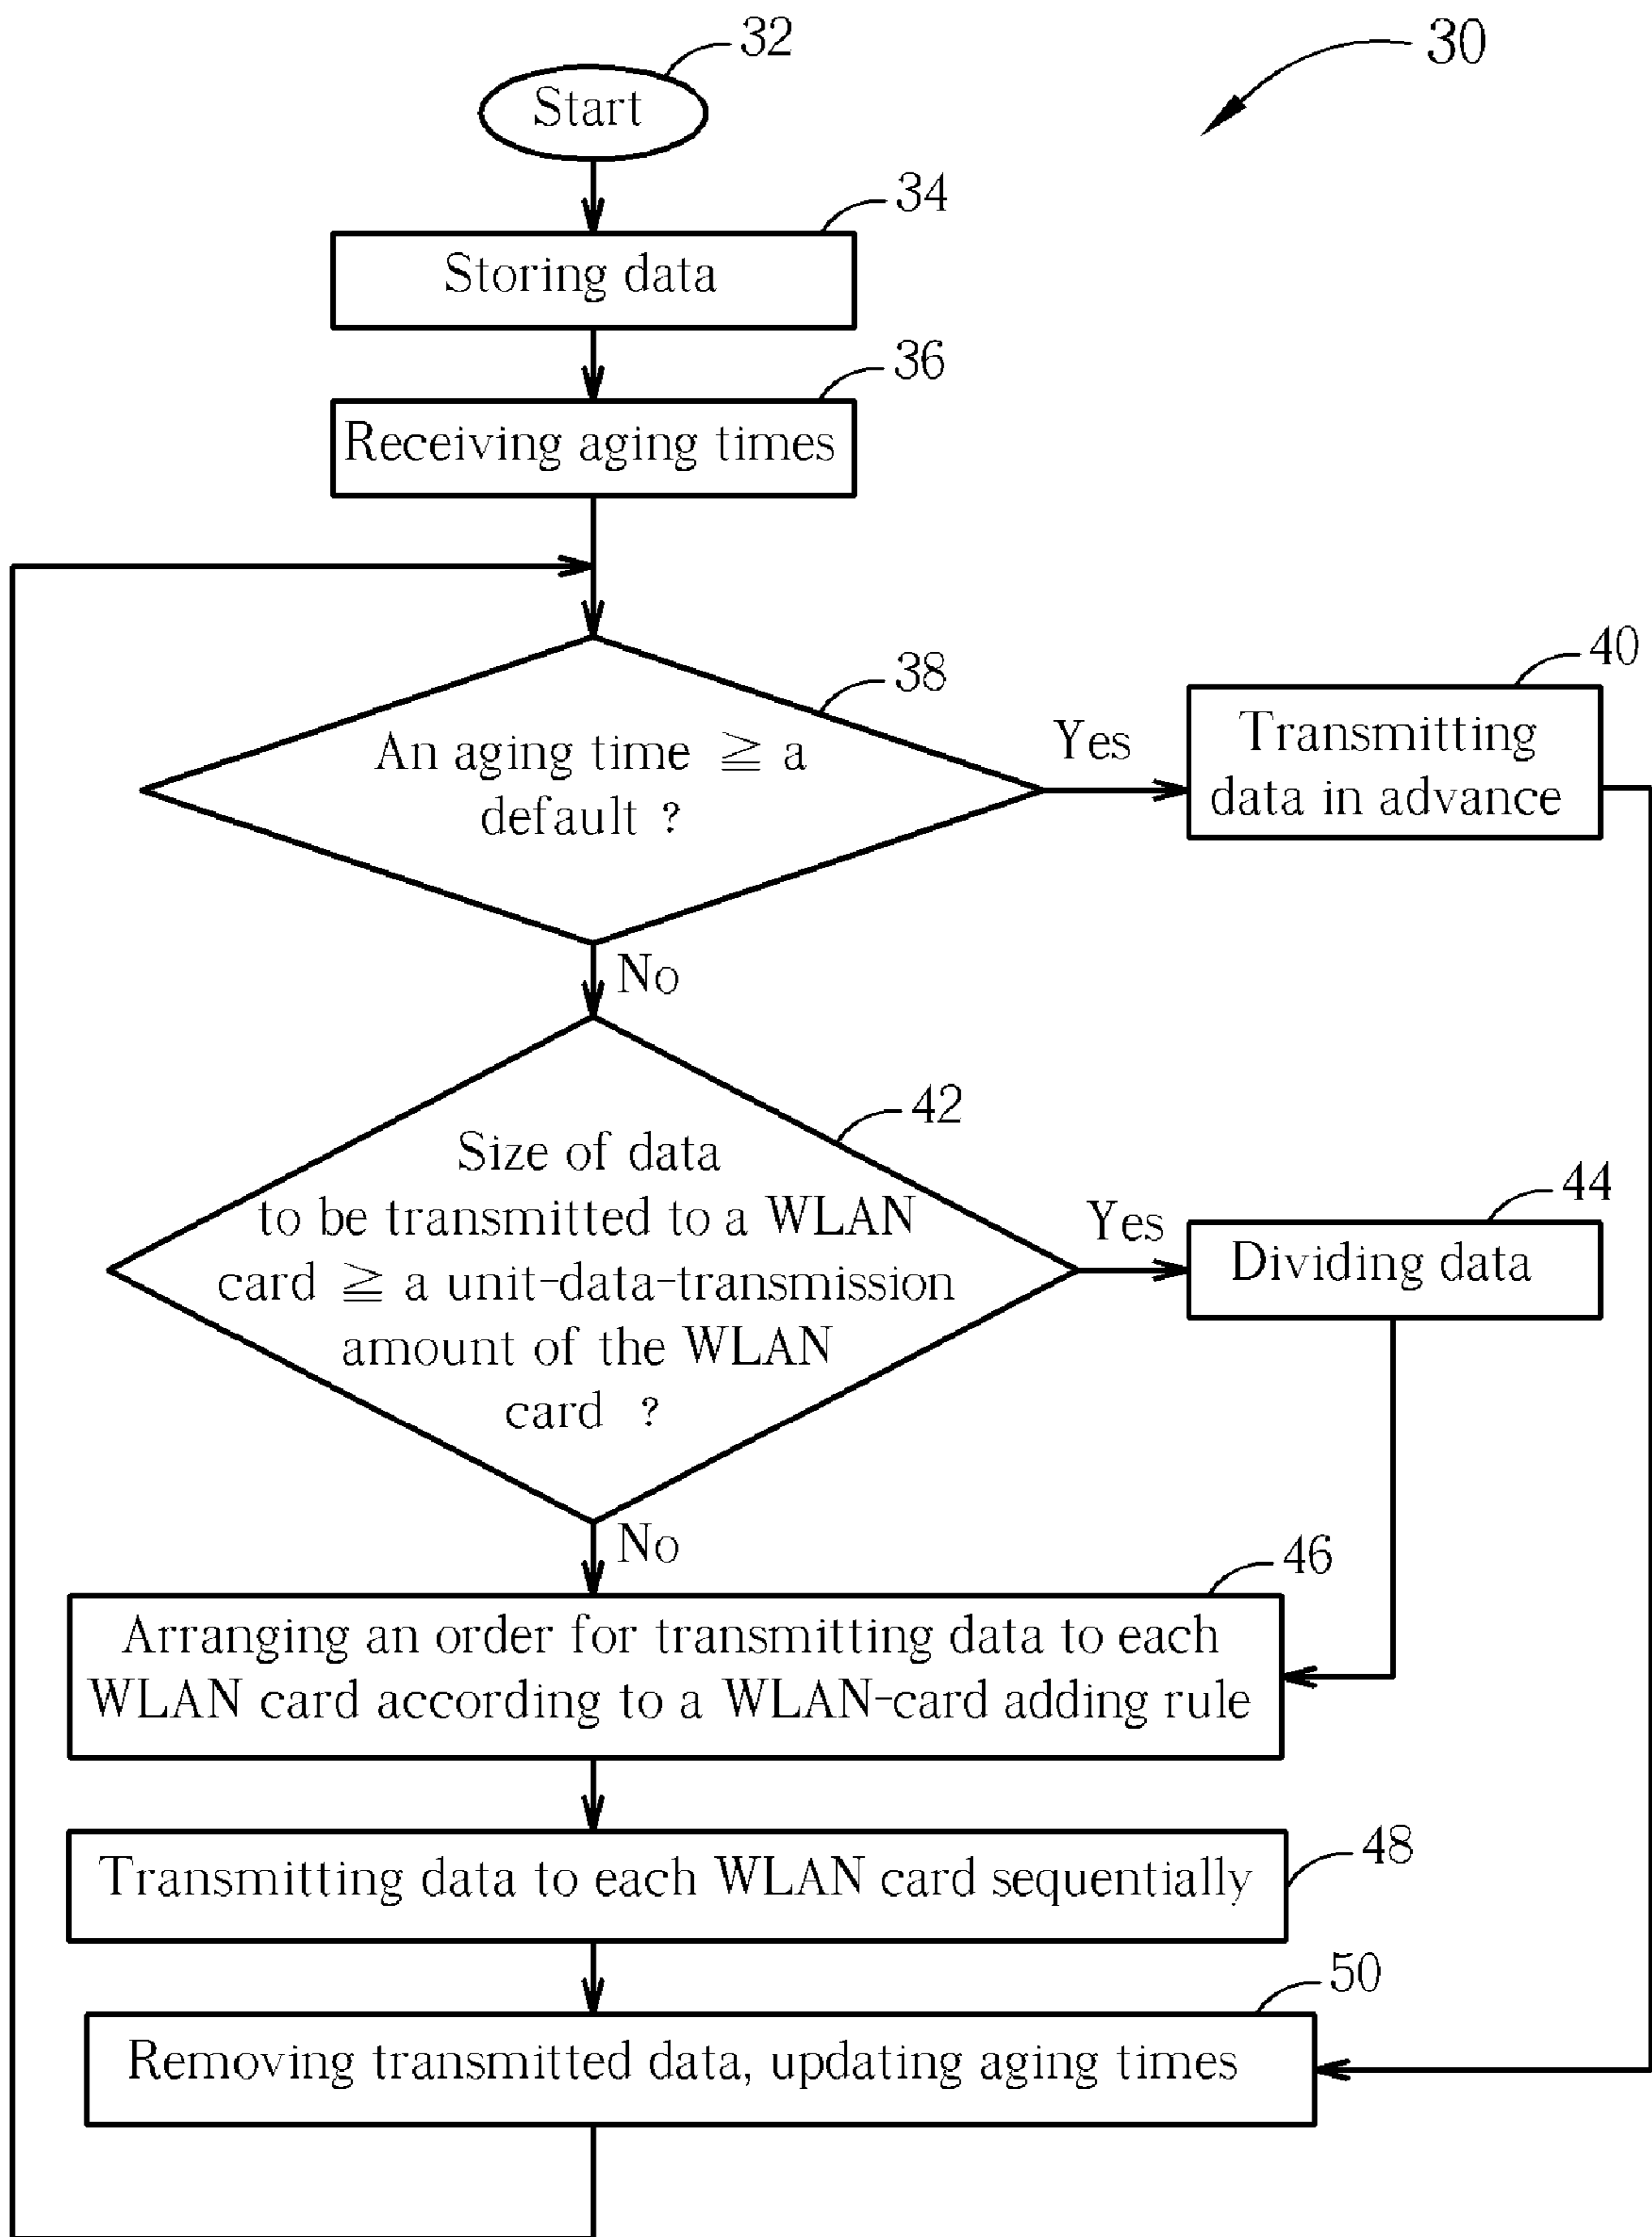 32
30
Start
34
Storing data
36
Receiving aging times
38
An aging time ≧ a
default ?
Yes
40
Transmitting
data in advance
No
42
Size of data
to be transmitted to a WLAN
card ≧ a unit-data-transmission
amount of the WLAN
card ?
Yes
44
Dividing data
No
46
Arranging an order for transmitting data to each
WLAN card according to a WLAN-card adding rule
48
Transmitting data to each WLAN card sequentially
50
Removing transmitted data, updating aging times